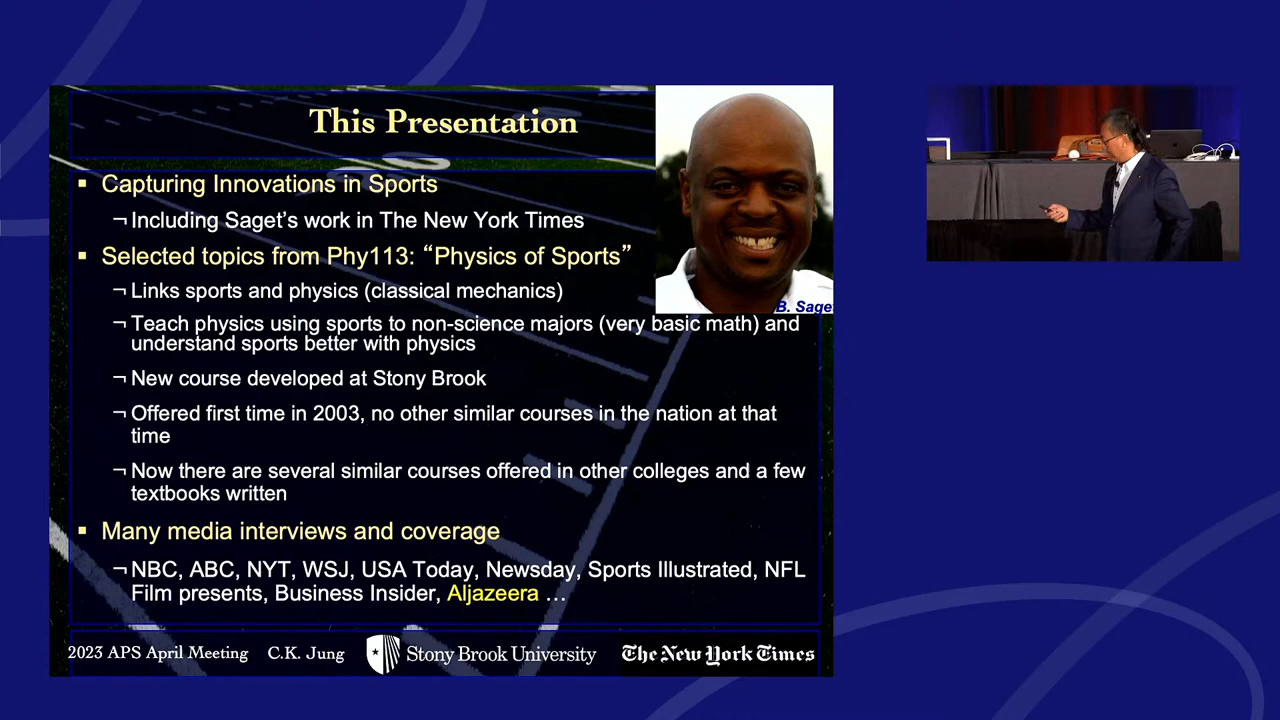 This Presentation
▪ Capturing Innovations in Sports
¬ Including Saget's work in The New York Times
▪ Selected topics from Phy113: “Physics of Sports”
¬ Links sports and physics (classical mechanics)
B. Saget
¬ Teach physics using sports to non-science majors (very basic math) and
understand sports better with physics
¬ New course developed at Stony Brook
¬ Offered first time in 2003, no other similar courses in the nation at that
time
¬ Now there are several similar courses offered in other colleges and a few
textbooks written
▪ Many media interviews and coverage
¬ NBC, ABC, NYT, WSJ, USA Today, Newsday, Sports Illustrated, NFL
Film presents, Business Insider, Aljazeera …
2023 APS April Meeting C.K. Jung Stony Brook University The New York Times